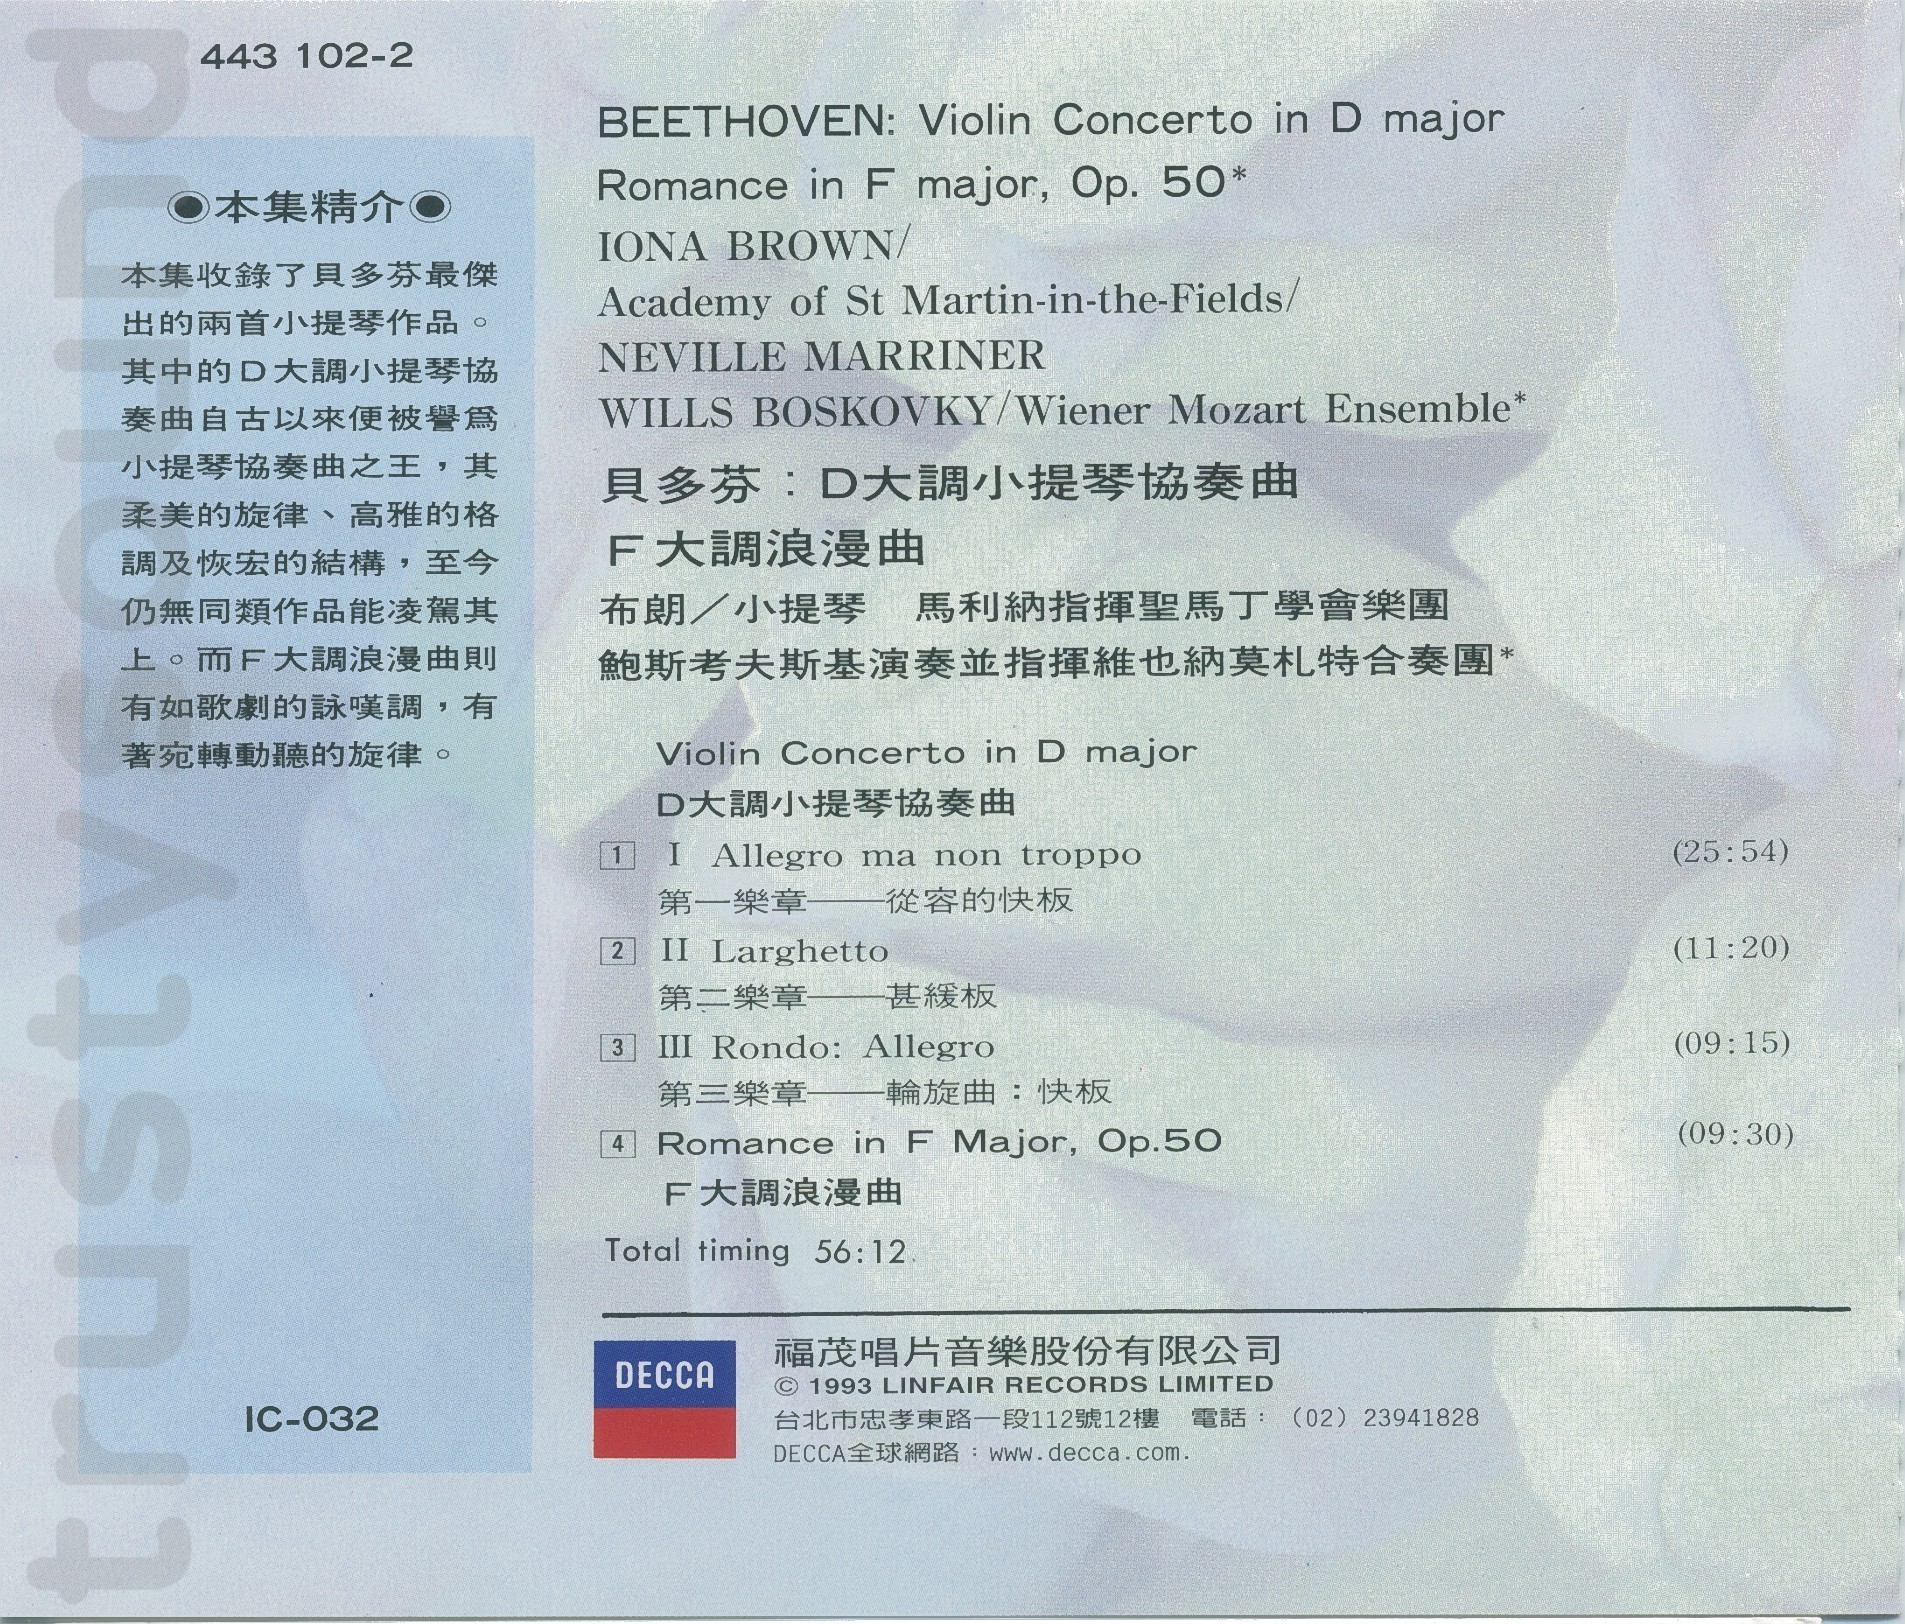 443 102-2
◉本集精介◉
本集收錄了貝多芬最傑
出的兩首小提琴作品。
其中的D大調小提琴協
奏曲自古以來便被譽為
小提琴協奏曲之王，其
柔美的旋律、高雅的格
調及恢宏的結構，至今
仍無同類作品能凌駕其
上。而F大調浪漫曲則
有如歌劇的詠嘆調，有
著宛轉動聽的旋律。
IC-032
trustysound
BEETHOVEN: Violin Concerto in D major
Romance in F major, Op. 50*
IONA BROWN/
Academy of St Martin-in-the-Fields/
NEVILLE MARRINER
WILLS BOSKOVKY/Wiener Mozart Ensemble*
貝多芬：D大調小提琴協奏曲
F大調浪漫曲
布朗／小提琴　馬利納指揮聖馬丁學會樂團
鮑斯考夫斯基演奏並指揮維也納莫札特合奏團*
Violin Concerto in D major
D大調小提琴協奏曲
1 I Allegro ma non troppo (25:54)
第一樂章——從容的快板
2 II Larghetto (11:20)
第二樂章——甚緩板
3 III Rondo: Allegro (09:15)
第三樂章——輪旋曲：快板
4 Romance in F Major, Op.50 (09:30)
F大調浪漫曲
Total timing 56:12
DECCA
福茂唱片音樂股份有限公司
© 1993 LINFAIR RECORDS LIMITED
台北市忠孝東路一段112號12樓　電話：（02）23941828
DECCA全球網路：www.decca.com.